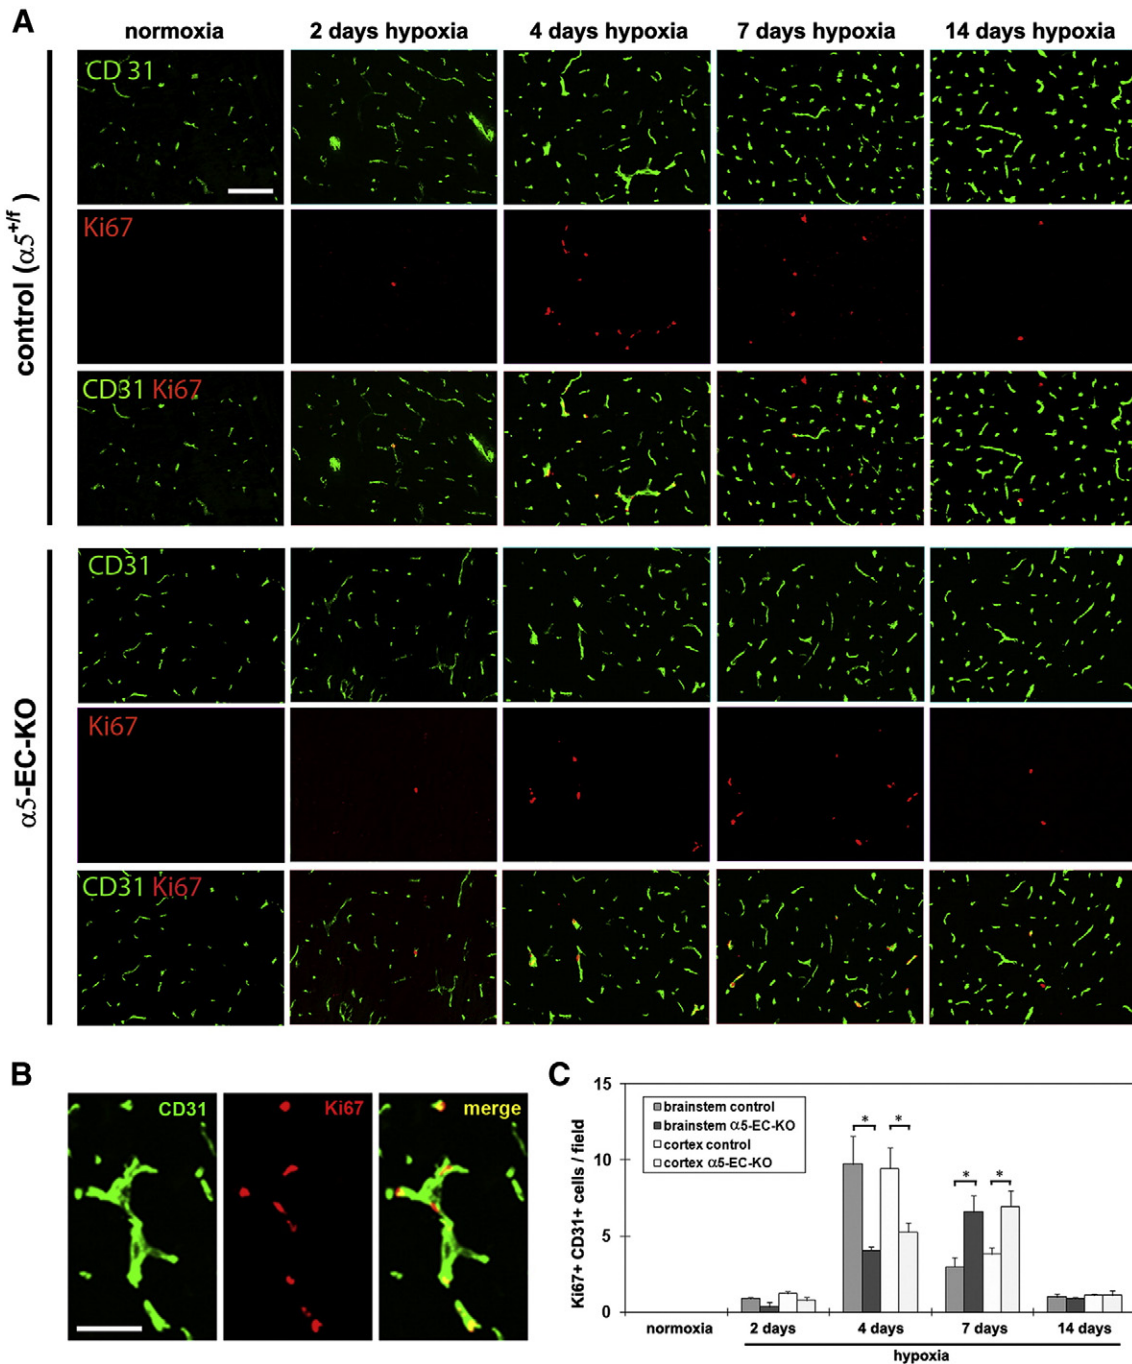 A
normoxia 2 days hypoxia 4 days hypoxia 7 days hypoxia 14 days hypoxia
control (α5+/f)
CD 31
Ki67
CD31 Ki67
α5-EC-KO
CD31
Ki67
CD31 Ki67
B
CD31 Ki67 merge
C
Ki67+ CD31+ cells / field
15
10
5
0
brainstem control
brainstem α5-EC-KO
cortex control
cortex α5-EC-KO
* *
* *
normoxia 2 days 4 days 7 days 14 days
hypoxia